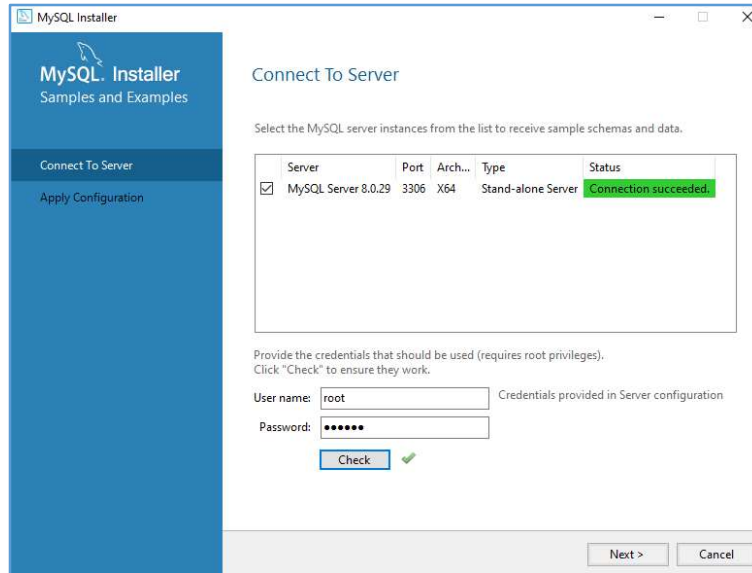 MySQL Installer
MySQL. Installer
Samples and Examples
Connect To Server
Apply Configuration
Connect To Server
Select the MySQL server instances from the list to receive sample schemas and data.
Server Port Arch... Type Status
MySQL Server 8.0.29 3306 X64 Stand-alone Server Connection succeeded.
Provide the credentials that should be used (requires root privileges).
Click "Check" to ensure they work.
User name: root Credentials provided in Server configuration
Password: ●●●●●●
Check
Next > Cancel